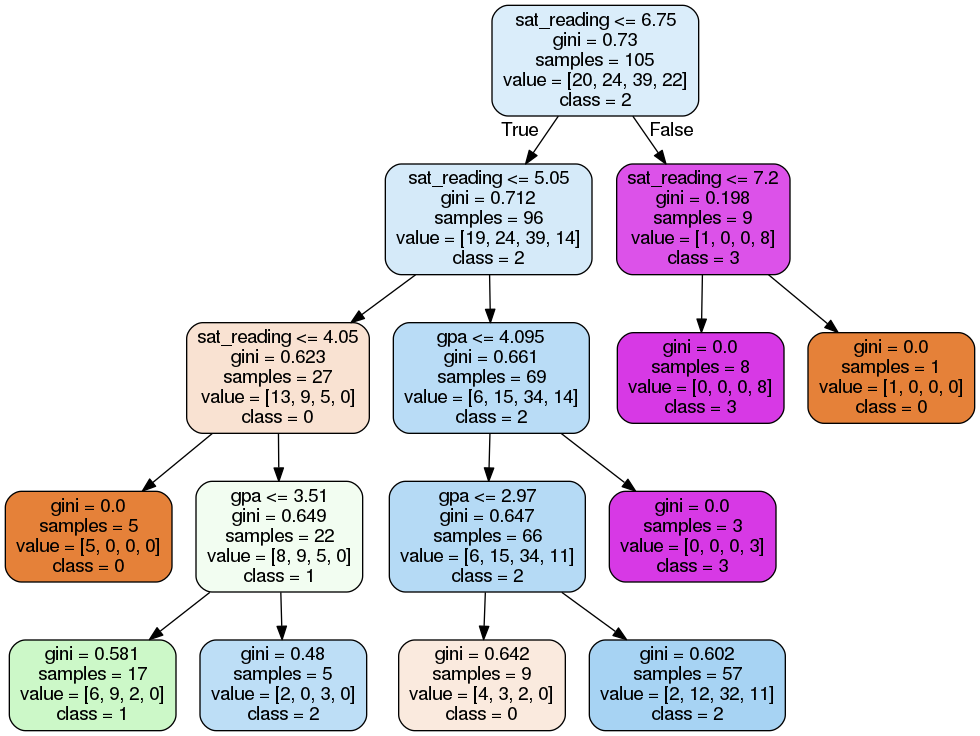 sat_reading <= 6.75
gini = 0.73
samples = 105
value = [20, 24, 39, 22]
class = 2
True
False
sat_reading <= 5.05
gini = 0.712
samples = 96
value = [19, 24, 39, 14]
class = 2
sat_reading <= 7.2
gini = 0.198
samples = 9
value = [1, 0, 0, 8]
class = 3
sat_reading <= 4.05
gini = 0.623
samples = 27
value = [13, 9, 5, 0]
class = 0
gpa <= 4.095
gini = 0.661
samples = 69
value = [6, 15, 34, 14]
class = 2
gini = 0.0
samples = 8
value = [0, 0, 0, 8]
class = 3
gini = 0.0
samples = 1
value = [1, 0, 0, 0]
class = 0
gini = 0.0
samples = 5
value = [5, 0, 0, 0]
class = 0
gpa <= 3.51
gini = 0.649
samples = 22
value = [8, 9, 5, 0]
class = 1
gpa <= 2.97
gini = 0.647
samples = 66
value = [6, 15, 34, 11]
class = 2
gini = 0.0
samples = 3
value = [0, 0, 0, 3]
class = 3
gini = 0.581
samples = 17
value = [6, 9, 2, 0]
class = 1
gini = 0.48
samples = 5
value = [2, 0, 3, 0]
class = 2
gini = 0.642
samples = 9
value = [4, 3, 2, 0]
class = 0
gini = 0.602
samples = 57
value = [2, 12, 32, 11]
class = 2